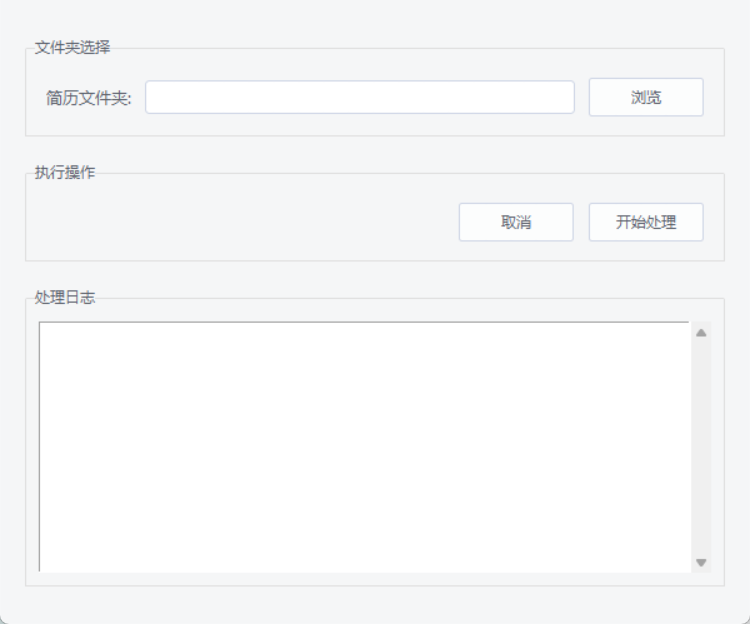 文件夹选择
简历文件夹:
浏览
执行操作
取消
开始处理
处理日志